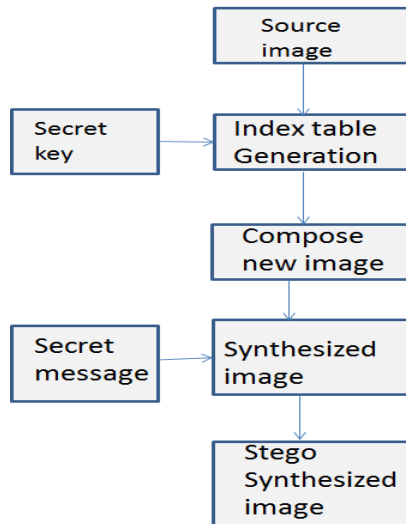 Source
image
Secret
key
Index table
Generation
Compose
new image
Secret
message
Synthesized
image
Stego
Synthesized
image